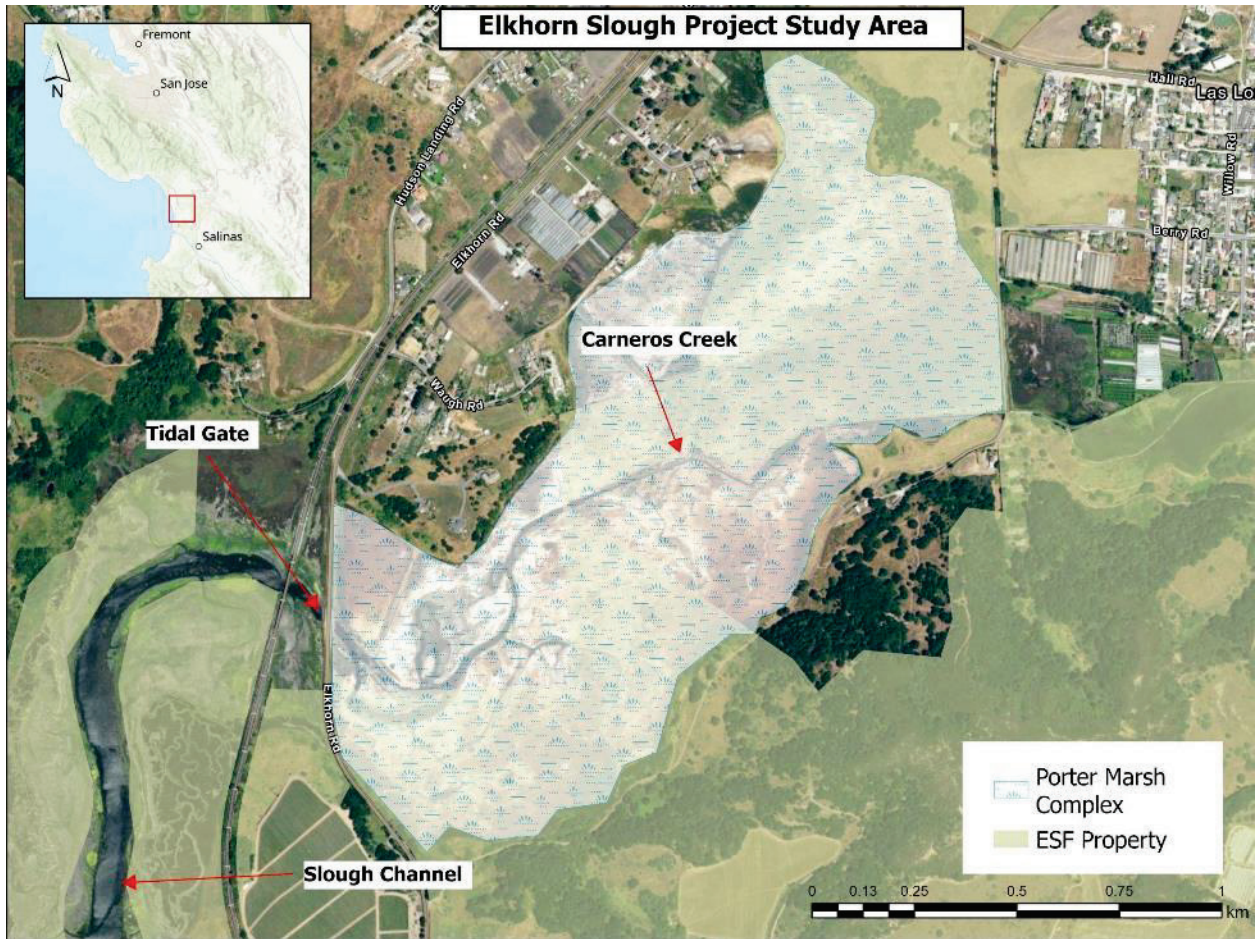 Elkhorn Slough Project Study Area
Fremont
San Jose
N
Salinas
Hudson Landing Rd
Elkhorn Rd
Hall Rd
Las Lo
Willow Rd
Berry Rd
Carneros Creek
Waugh Rd
Tidal Gate
Elkhorn Rd
Slough Channel
Porter Marsh
Complex
ESF Property
0 0.13 0.25 0.5 0.75 1
km